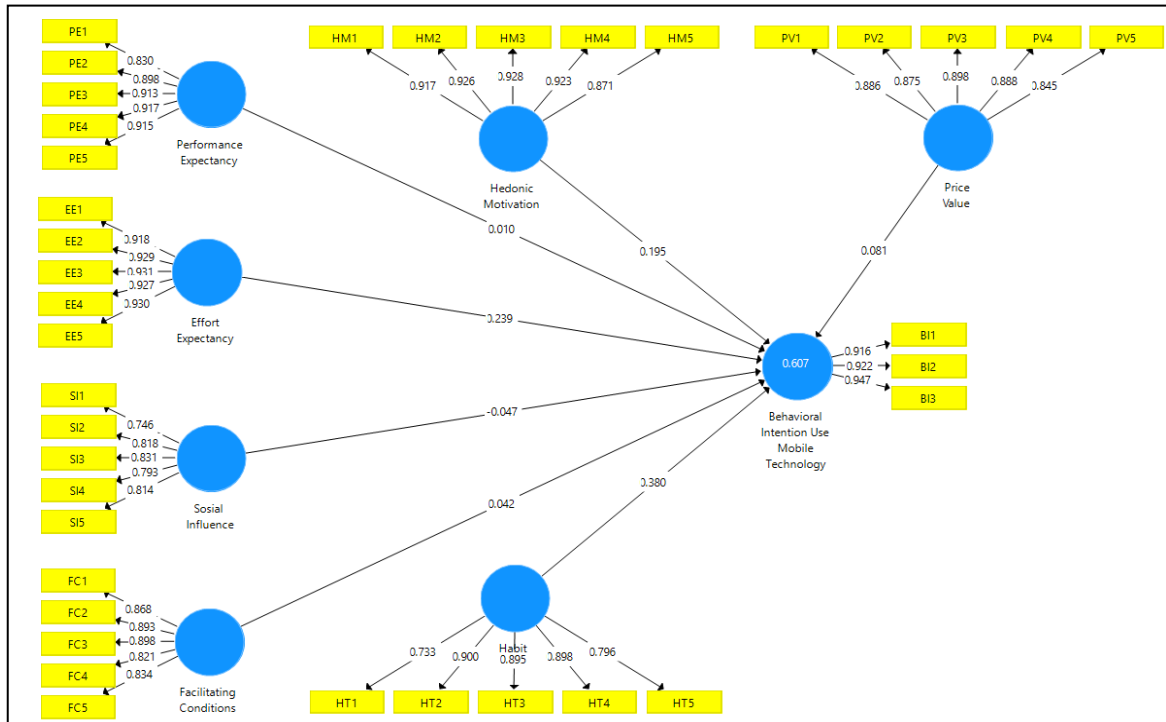 PE1
PE2
PE3
PE4
PE5
0.830
0.898
0.913
0.917
0.915
Performance
Expectancy
HM1
HM2
HM3
HM4
HM5
0.917
0.926
0.928
0.923
0.871
Hedonic
Motivation
PV1
PV2
PV3
PV4
PV5
0.886
0.875
0.898
0.888
0.845
Price
Value
EE1
EE2
EE3
EE4
EE5
0.918
0.929
0.931
0.927
0.930
Effort
Expectancy
0.010
0.195
0.081
0.239
SI1
SI2
SI3
SI4
SI5
0.746
0.818
0.831
0.793
0.814
Sosial
Influence
-0.047
0.607
Behavioral
Intention Use
Mobile
Technology
0.916
0.922
0.947
BI1
BI2
BI3
0.042
0.380
FC1
FC2
FC3
FC4
FC5
0.868
0.893
0.898
0.821
0.834
Facilitating
Conditions
Habit
0.733
0.900
0.895
0.898
0.796
HT1
HT2
HT3
HT4
HT5